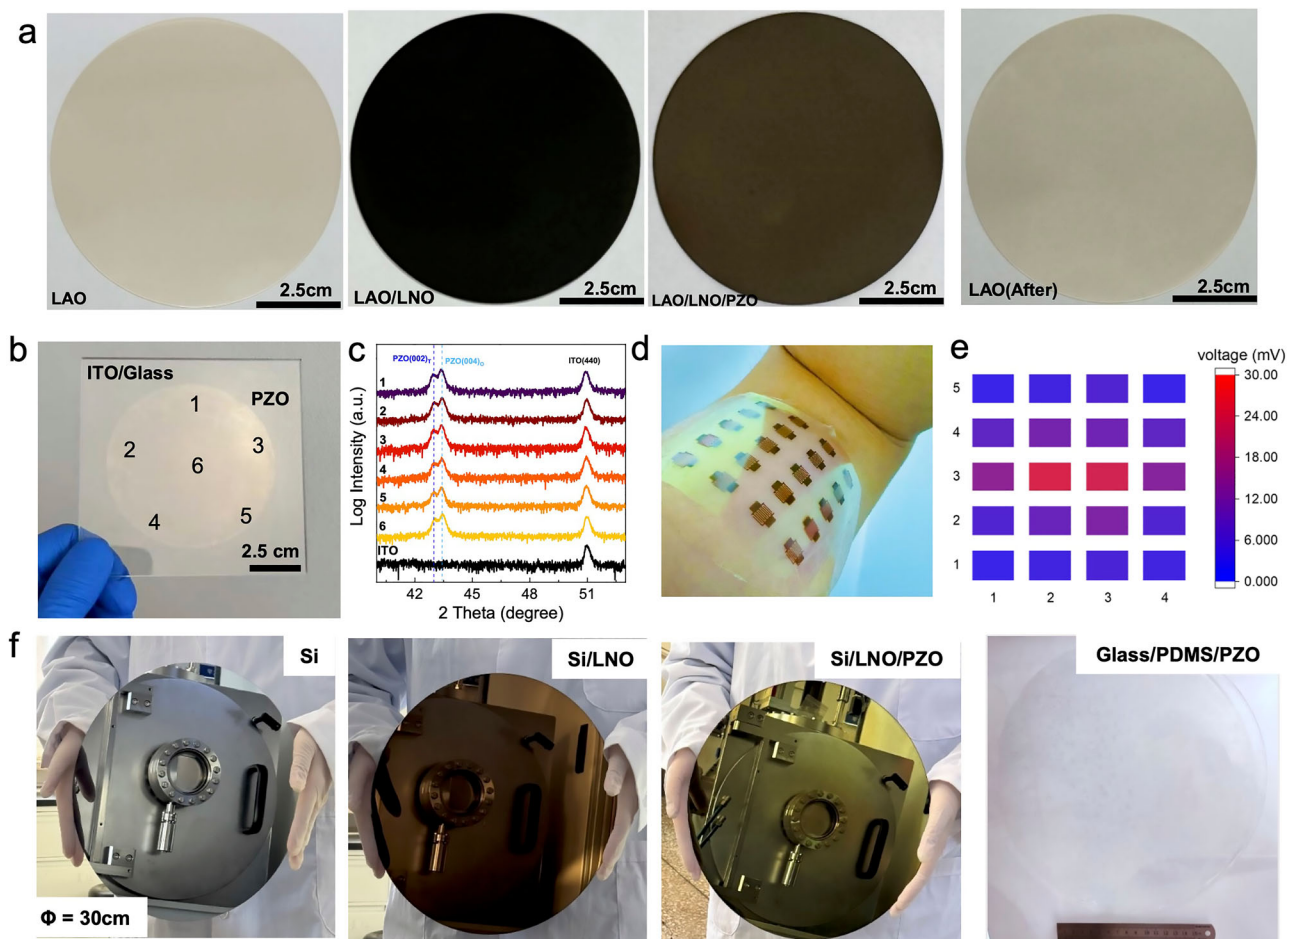 a
LAO
2.5cm
LAO/LNO
2.5cm
LAO/LNO/PZO
2.5cm
LAO(After)
2.5cm
b
ITO/Glass
PZO
1
2
3
6
4
5
2.5 cm
c
PZO(002)T
PZO(004)O
ITO(440)
1
2
3
4
5
6
ITO
Log Intensity (a.u.)
42
45
48
51
2 Theta (degree)
d
e
voltage (mV)
30.00
24.00
18.00
12.00
6.000
0.000
5
4
3
2
1
1
2
3
4
f
Si
Φ = 30cm
Si/LNO
Si/LNO/PZO
Glass/PDMS/PZO